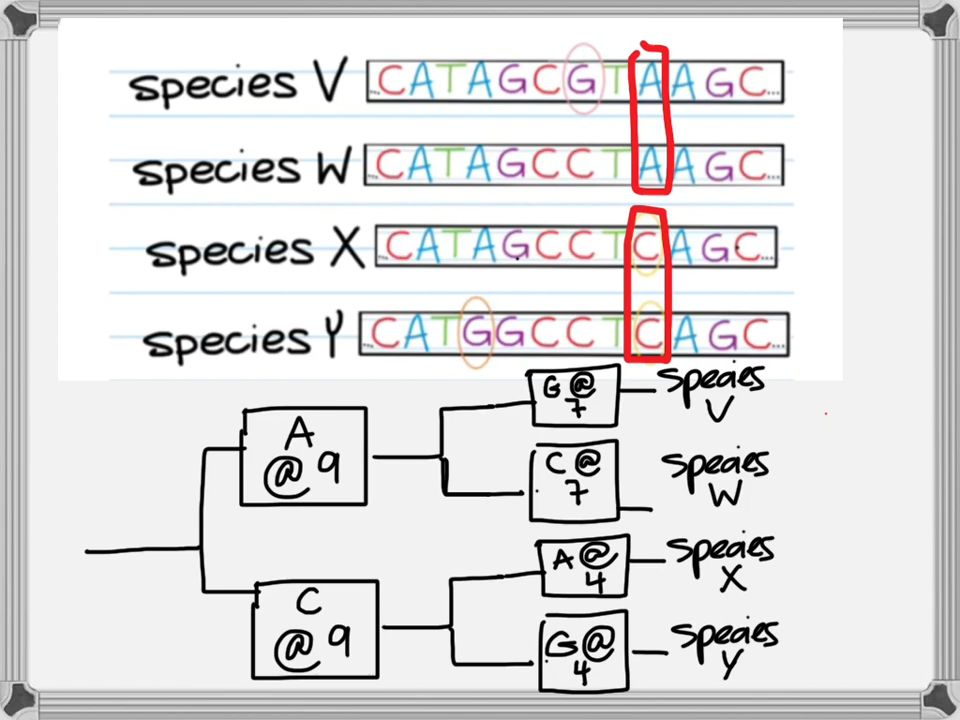 species V ...CATAGCGTAAGC...
species W ...CATAGCCTAAGC...
species X ...CATAGCCTCAGC...
species Y ...CATGGCCTCAGC...
A
@ 9
G @
7
Species
V
C @
7
Species
W
C
@ 9
A @
4
Species
X
G @
4
Species
Y